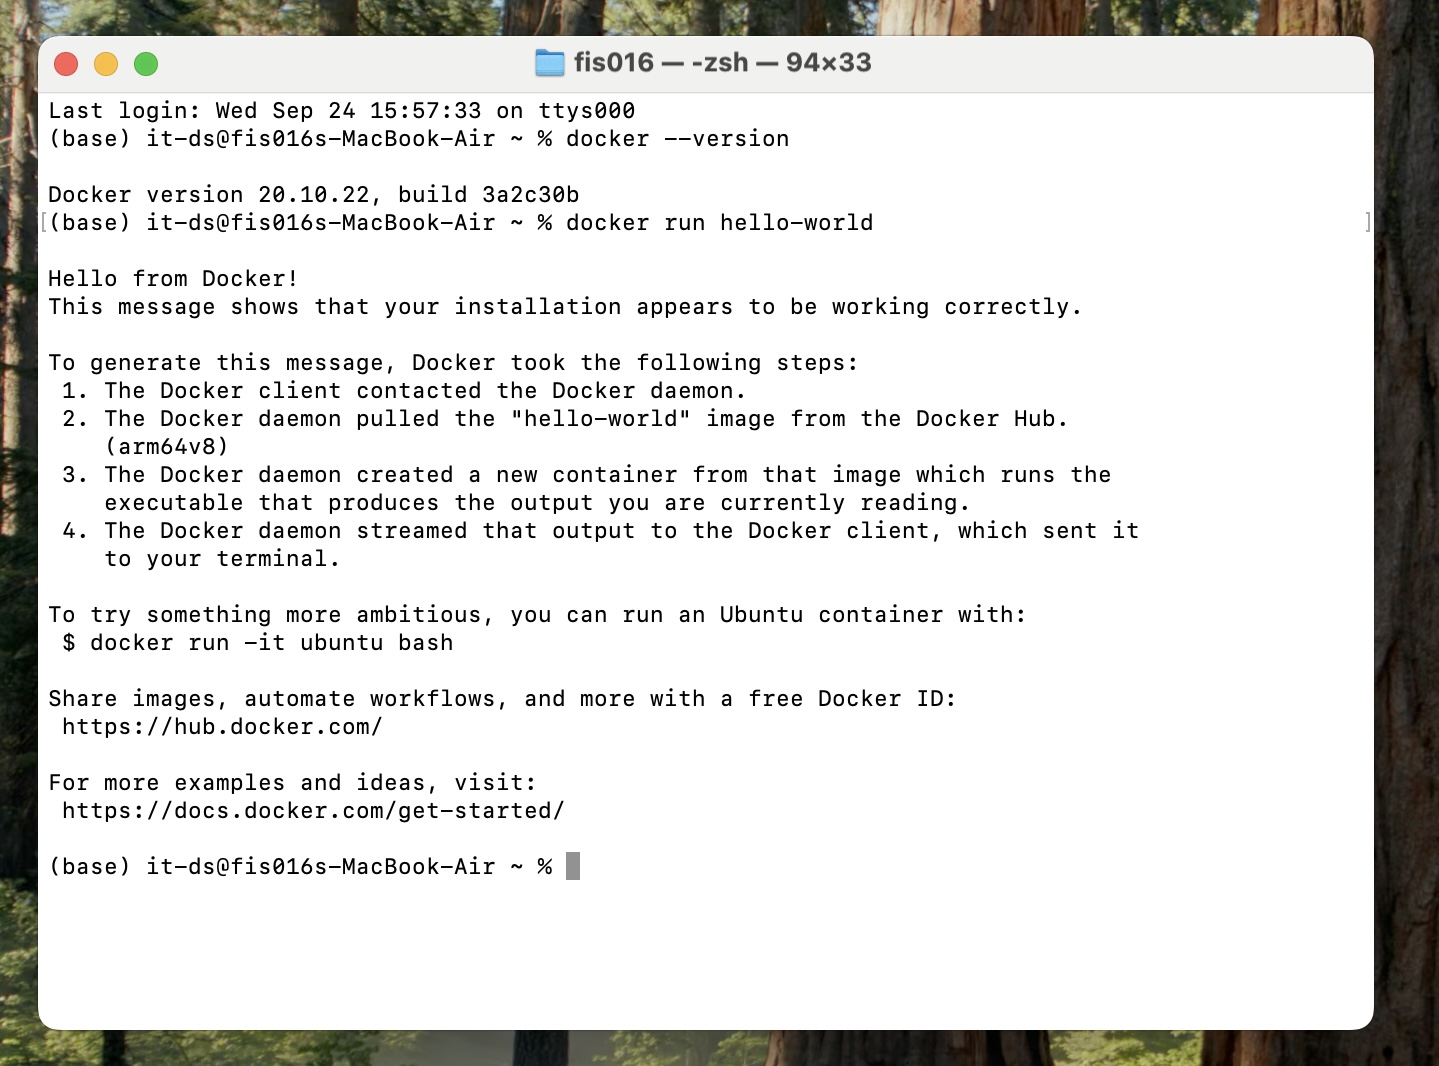 fis016 — -zsh — 94×33
Last login: Wed Sep 24 15:57:33 on ttys000
(base) it-ds@fis016s-MacBook-Air ~ % docker --version
Docker version 20.10.22, build 3a2c30b
[(base) it-ds@fis016s-MacBook-Air ~ % docker run hello-world ]
Hello from Docker!
This message shows that your installation appears to be working correctly.
To generate this message, Docker took the following steps:
 1. The Docker client contacted the Docker daemon.
 2. The Docker daemon pulled the "hello-world" image from the Docker Hub.
    (arm64v8)
 3. The Docker daemon created a new container from that image which runs the
    executable that produces the output you are currently reading.
 4. The Docker daemon streamed that output to the Docker client, which sent it
    to your terminal.
To try something more ambitious, you can run an Ubuntu container with:
 $ docker run -it ubuntu bash
Share images, automate workflows, and more with a free Docker ID:
 https://hub.docker.com/
For more examples and ideas, visit:
 https://docs.docker.com/get-started/
(base) it-ds@fis016s-MacBook-Air ~ %